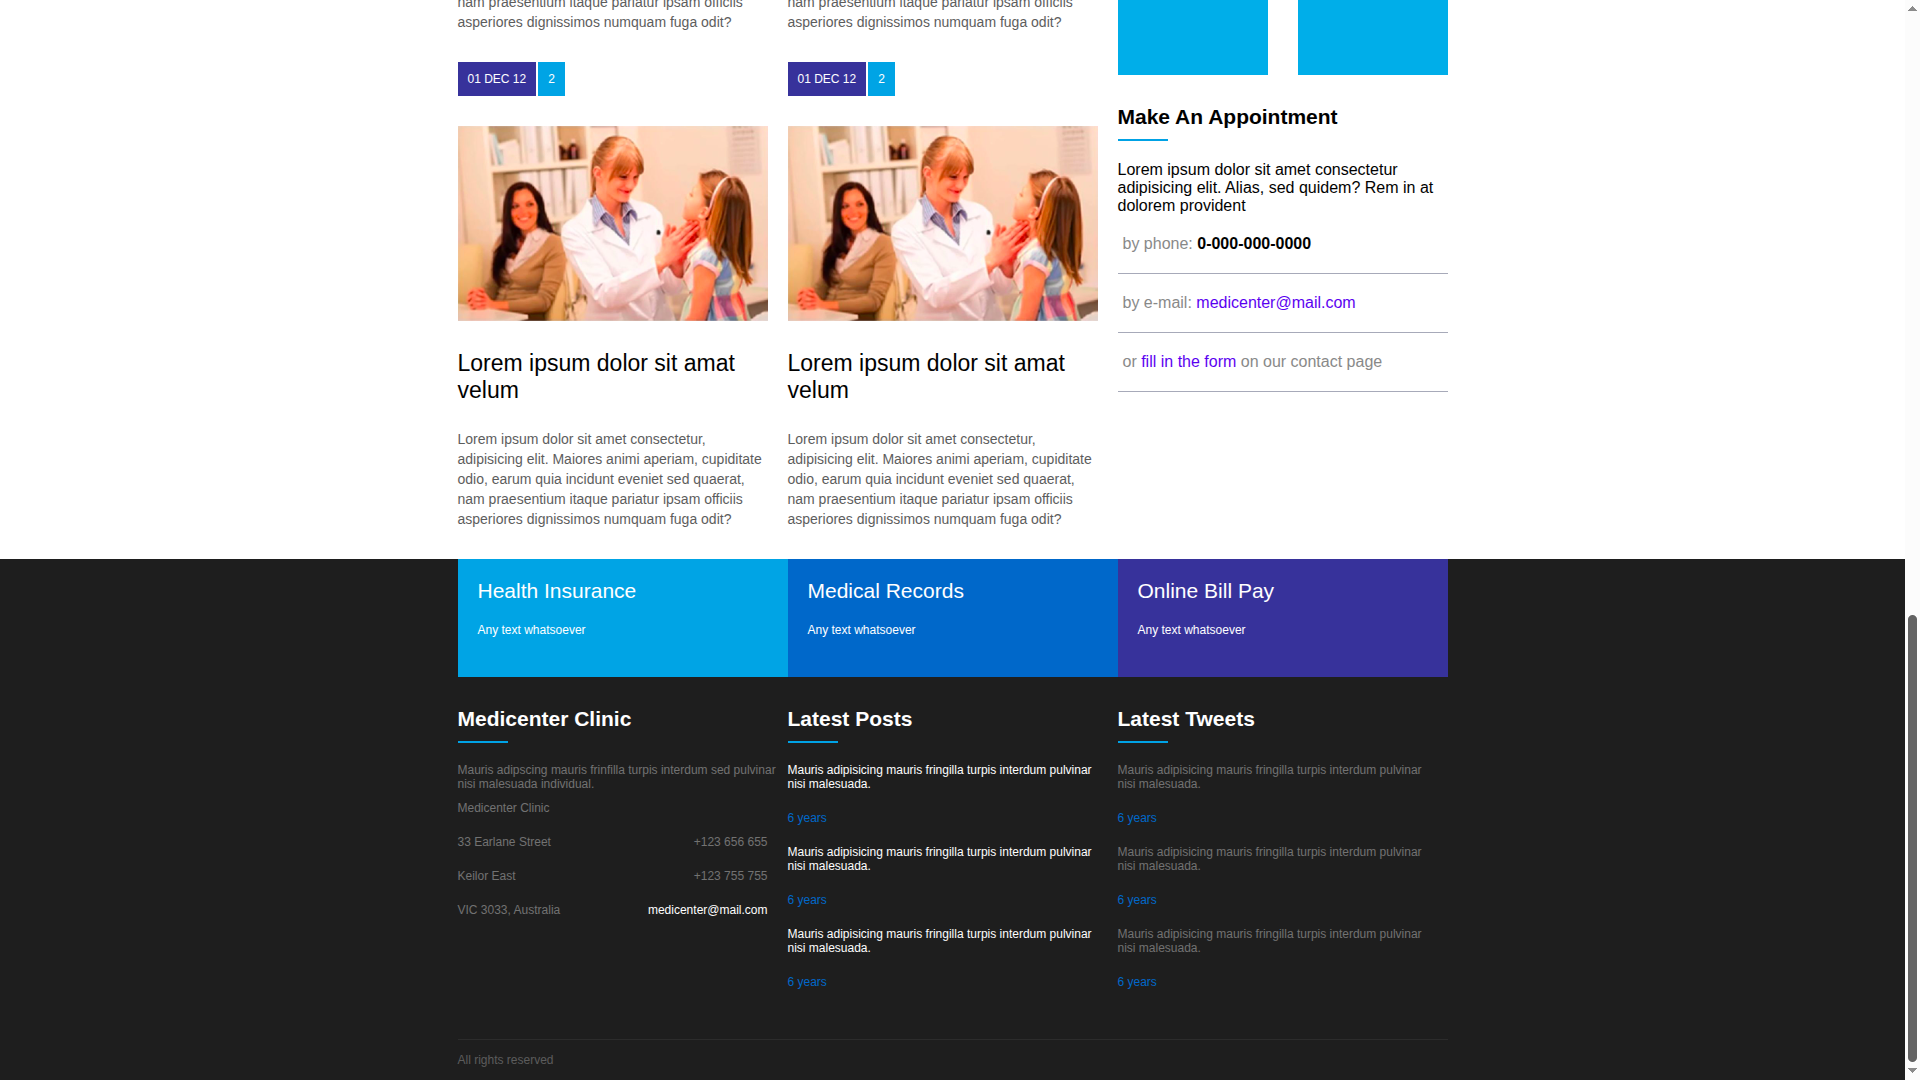 nam praesentium itaque pariatur ipsam officiis
asperiores dignissimos numquam fuga odit?
01 DEC 12 2
Lorem ipsum dolor sit amat
velum
Lorem ipsum dolor sit amet consectetur,
adipisicing elit. Maiores animi aperiam, cupiditate
odio, earum quia incidunt eveniet sed quaerat,
nam praesentium itaque pariatur ipsam officiis
asperiores dignissimos numquam fuga odit?
nam praesentium itaque pariatur ipsam officiis
asperiores dignissimos numquam fuga odit?
01 DEC 12 2
Lorem ipsum dolor sit amat
velum
Lorem ipsum dolor sit amet consectetur,
adipisicing elit. Maiores animi aperiam, cupiditate
odio, earum quia incidunt eveniet sed quaerat,
nam praesentium itaque pariatur ipsam officiis
asperiores dignissimos numquam fuga odit?
Make An Appointment
Lorem ipsum dolor sit amet consectetur
adipisicing elit. Alias, sed quidem? Rem in at
dolorem provident
by phone: 0-000-000-0000
by e-mail: medicenter@mail.com
or fill in the form on our contact page
Health Insurance
Any text whatsoever
Medical Records
Any text whatsoever
Online Bill Pay
Any text whatsoever
Medicenter Clinic
Mauris adipscing mauris frinfilla turpis interdum sed pulvinar
nisi malesuada individual.
Medicenter Clinic
33 Earlane Street +123 656 655
Keilor East +123 755 755
VIC 3033, Australia medicenter@mail.com
Latest Posts
Mauris adipisicing mauris fringilla turpis interdum pulvinar
nisi malesuada.
6 years
Mauris adipisicing mauris fringilla turpis interdum pulvinar
nisi malesuada.
6 years
Mauris adipisicing mauris fringilla turpis interdum pulvinar
nisi malesuada.
6 years
Latest Tweets
Mauris adipisicing mauris fringilla turpis interdum pulvinar
nisi malesuada.
6 years
Mauris adipisicing mauris fringilla turpis interdum pulvinar
nisi malesuada.
6 years
Mauris adipisicing mauris fringilla turpis interdum pulvinar
nisi malesuada.
6 years
All rights reserved